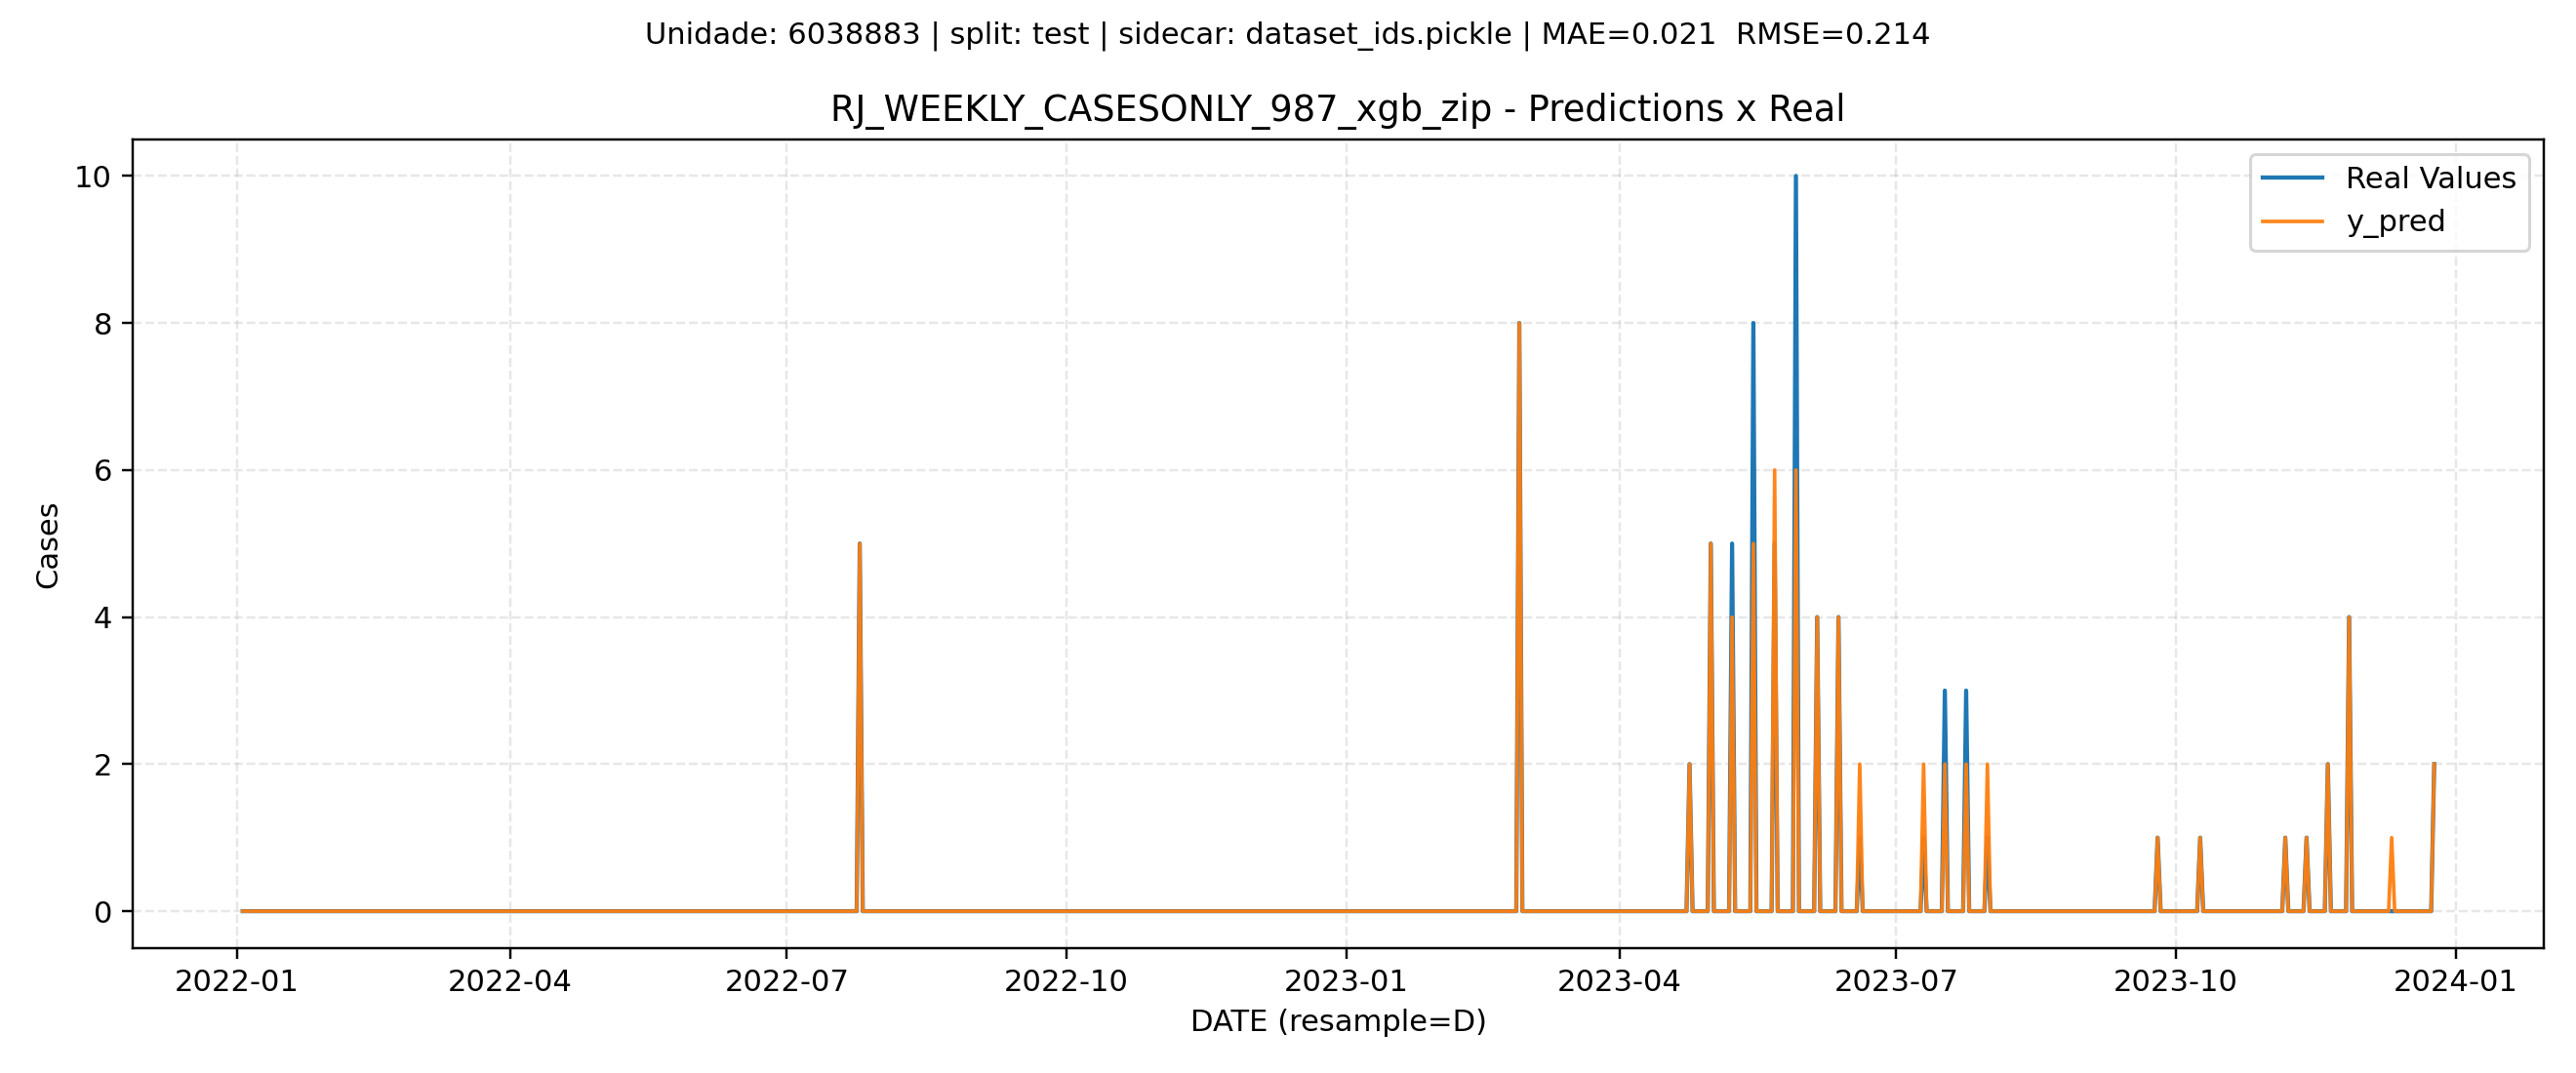 Unidade: 6038883 | split: test | sidecar: dataset_ids.pickle | MAE=0.021  RMSE=0.214
RJ_WEEKLY_CASESONLY_987_xgb_zip - Predictions x Real
Real Values
y_pred
Cases
10
8
6
4
2
0
2022-01 2022-04 2022-07 2022-10 2023-01 2023-04 2023-07 2023-10 2024-01
DATE (resample=D)